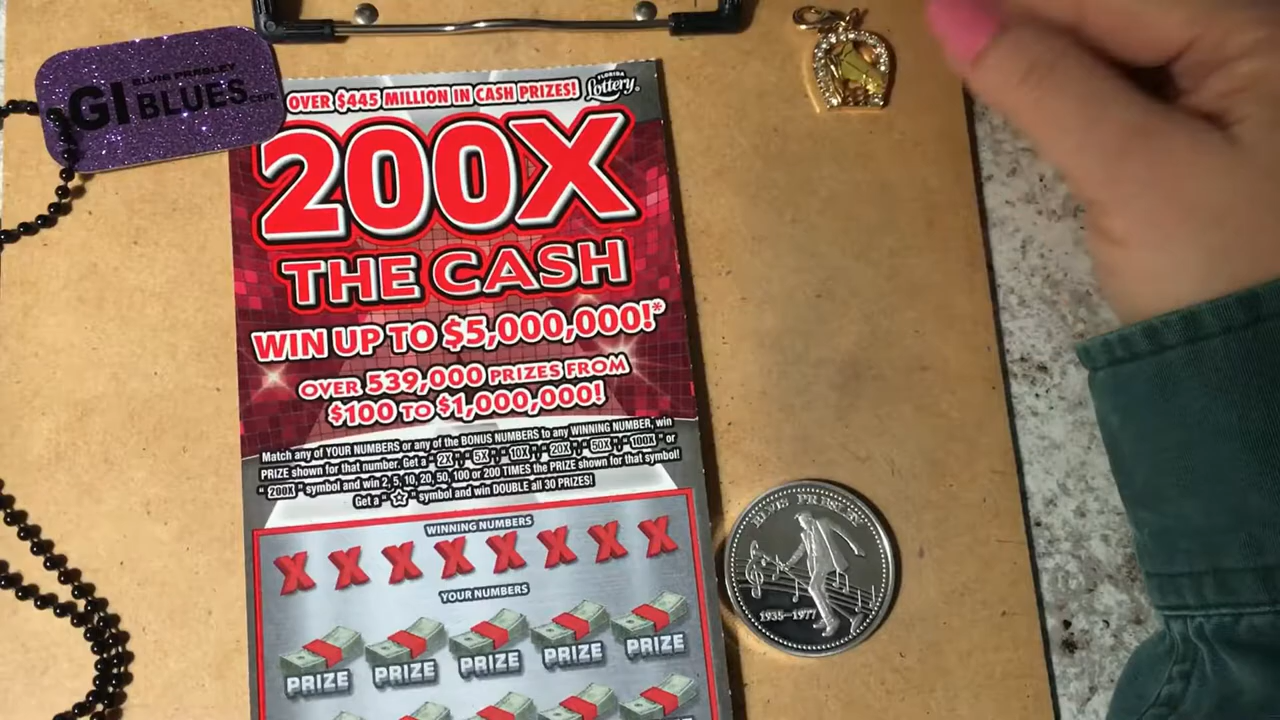 ELVIS PRESLEY
GI BLUES
OVER $445 MILLION IN CASH PRIZES!
FLORIDA
Lottery
200X
THE CASH
WIN UP TO $5,000,000!*
OVER 539,000 PRIZES FROM
$100 TO $1,000,000!
Match any of YOUR NUMBERS or any of the BONUS NUMBERS to any WINNING NUMBER, win
PRIZE shown for that number. Get a "2X", "5X", "10X", "20X", "50X", "100X" or
"200X" symbol and win 2, 5, 10, 20, 50, 100 or 200 TIMES the PRIZE shown for that symbol!
Get a "☆" symbol and win DOUBLE all 30 PRIZES!
WINNING NUMBERS
X X X X X X X X
YOUR NUMBERS
PRIZE PRIZE PRIZE PRIZE PRIZE
ELVIS PRESLEY
1935-1977